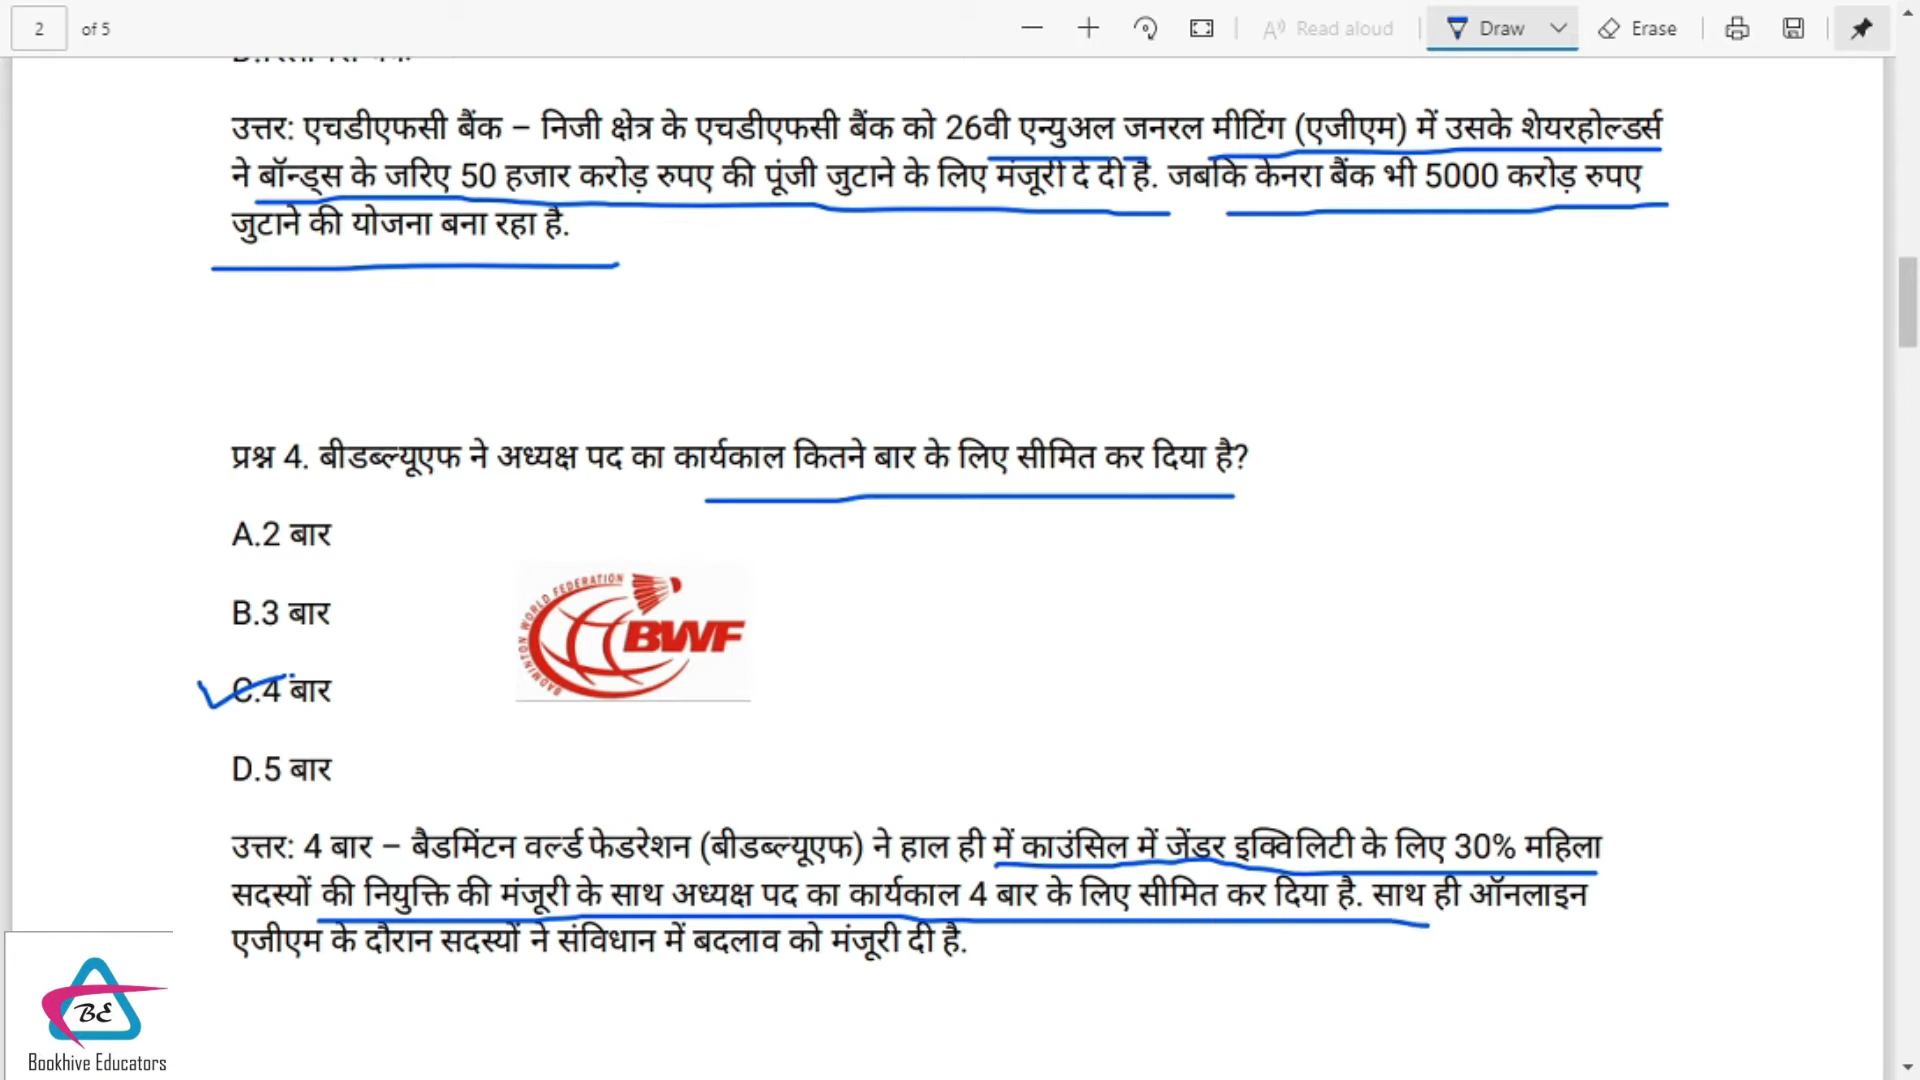 2 of 5 Read aloud Draw Erase
उत्तर: एचडीएफसी बैंक – निजी क्षेत्र के एचडीएफसी बैंक को 26वी एन्युअल जनरल मीटिंग (एजीएम) में उसके शेयरहोल्डर्स
ने बॉन्ड्स के जरिए 50 हजार करोड़ रुपए की पूंजी जुटाने के लिए मंजूरी दे दी है. जबकि केनरा बैंक भी 5000 करोड़ रुपए
जुटाने की योजना बना रहा है.
प्रश्न 4. बीडब्ल्यूएफ ने अध्यक्ष पद का कार्यकाल कितने बार के लिए सीमित कर दिया है?
A.2 बार
B.3 बार
BADMINTON WORLD FEDERATION
BWF
C.4 बार
D.5 बार
उत्तर: 4 बार – बैडमिंटन वर्ल्ड फेडरेशन (बीडब्ल्यूएफ) ने हाल ही में काउंसिल में जेंडर इक्विलिटी के लिए 30% महिला
सदस्यों की नियुक्ति की मंजूरी के साथ अध्यक्ष पद का कार्यकाल 4 बार के लिए सीमित कर दिया है. साथ ही ऑनलाइन
एजीएम के दौरान सदस्यों ने संविधान में बदलाव को मंजूरी दी है.
BE
Bookhive Educators